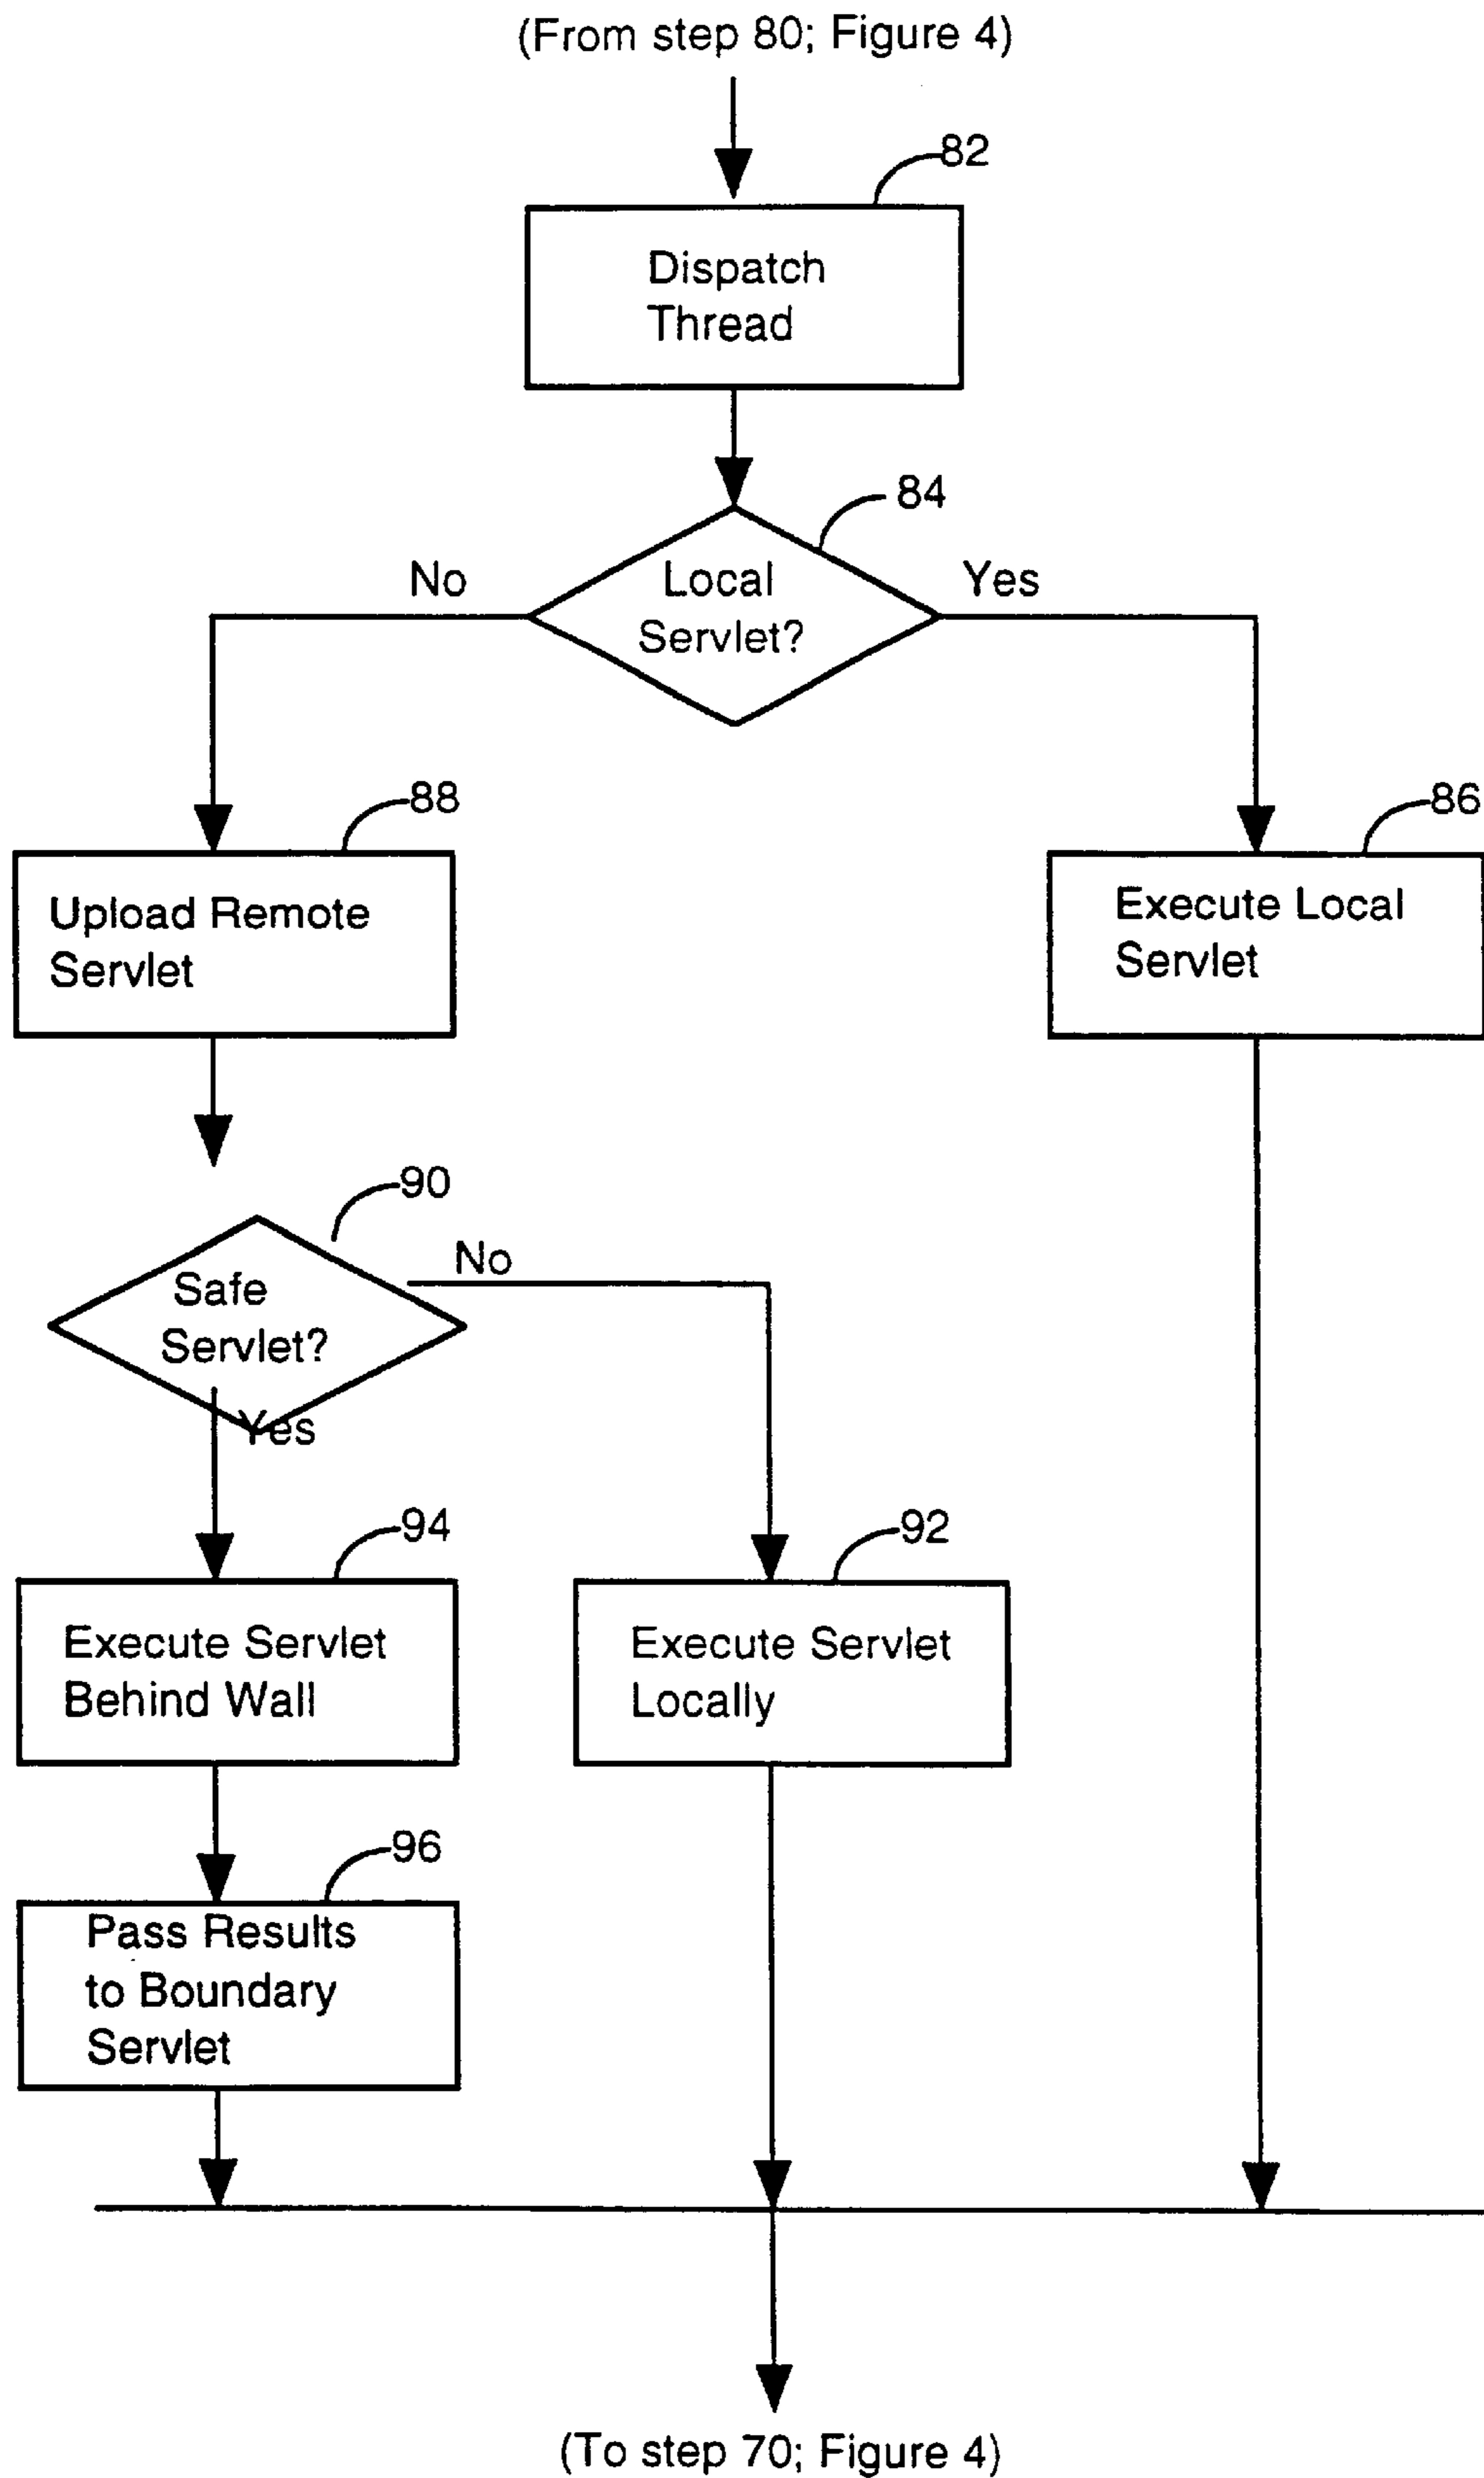 (From step 80; Figure 4)
82
Dispatch
Thread
84
No
Local
Servlet?
Yes
88
86
Upload Remote
Servlet
Execute Local
Servlet
90
No
Safe
Servlet?
Yes
94
92
Execute Servlet
Behind Wall
Execute Servlet
Locally
96
Pass Results
to Boundary
Servlet
(To step 70; Figure 4)